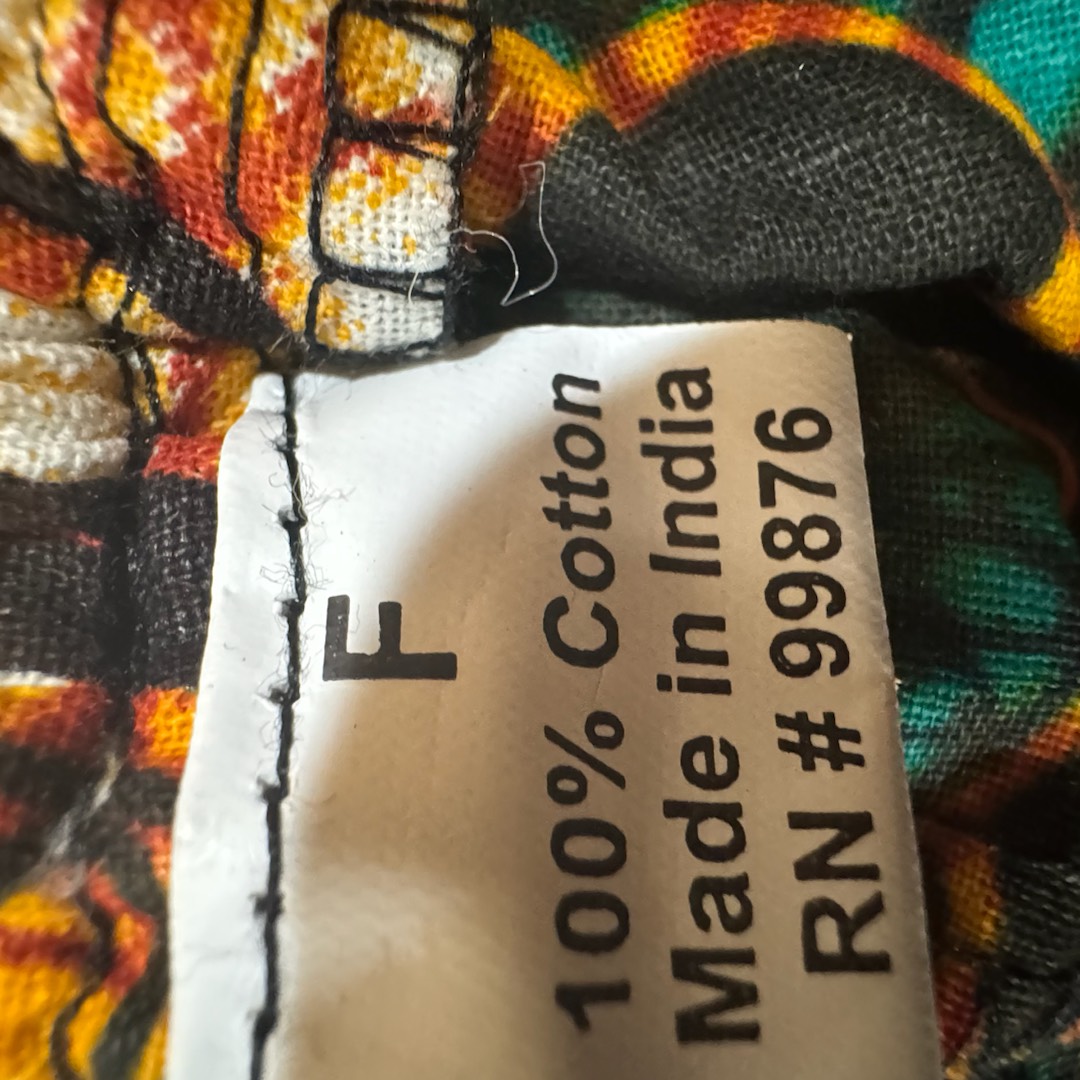 F
100% Cotton
Made in India
RN # 99876